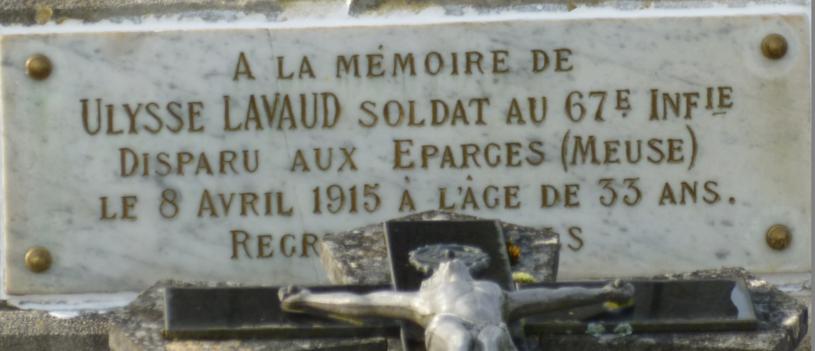 A LA MÉMOIRE DE
ULYSSE LAVAUD SOLDAT AU 67E INFIE
DISPARU AUX EPARGES (MEUSE)
LE 8 AVRIL 1915 À L'ÂGE DE 33 ANS.